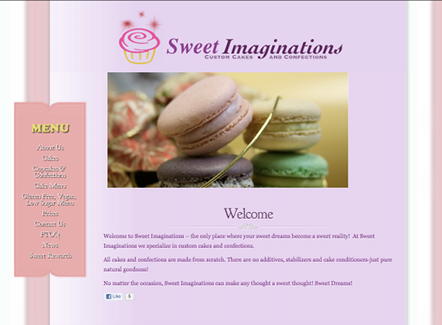 Sweet Imaginations
CUSTOM CAKES AND CONFECTIONS
MENU
About Us
Cakes
Cupcakes &
Confections
Cake Menu
Gluten Free, Vegan,
Low Sugar Menu
Prices
Contact Us
FAQ
News
Sweet Rewards
Welcome
Welcome to Sweet Imaginations -- the only place where your sweet dreams become a sweet reality! At Sweet
Imaginations we specialize in custom cakes and confections.
All cakes and confections are made from scratch. There are no additives, stabilizers and cake conditioners-just pure
natural goodness!
No matter the occasion, Sweet Imaginations can make any thought a sweet thought! Sweet Dreams!
Like 5